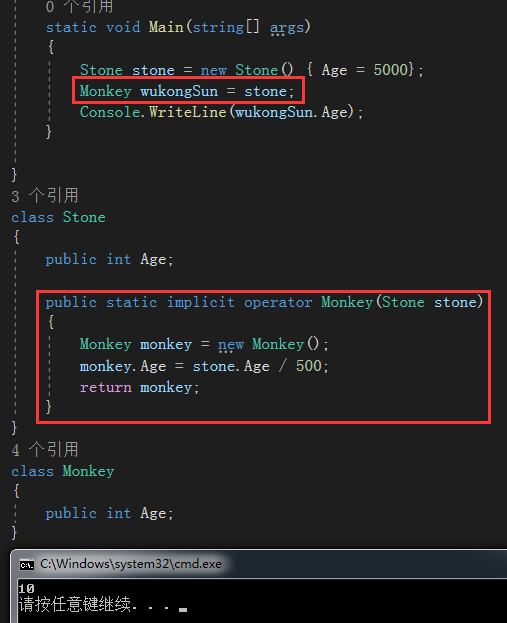 0 个引用
static void Main(string[] args)
{
Stone stone = new Stone() { Age = 5000};
Monkey wukongSun = stone;
Console.WriteLine(wukongSun.Age);
}
}
3 个引用
class Stone
{
public int Age;
public static implicit operator Monkey(Stone stone)
{
Monkey monkey = new Monkey();
monkey.Age = stone.Age / 500;
return monkey;
}
}
4 个引用
class Monkey
{
public int Age;
}
C:\Windows\system32\cmd.exe
10
请按任意键继续. . .